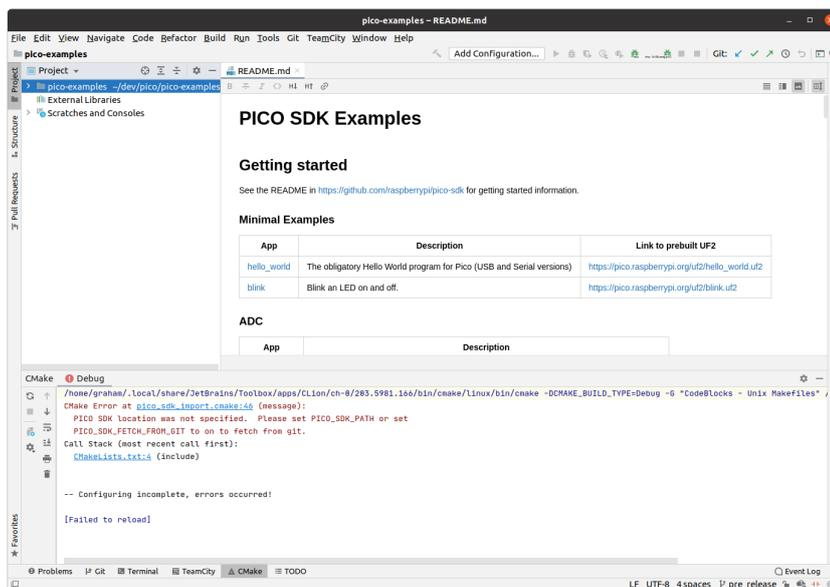 pico-examples – README.md
File Edit View Navigate Code Refactor Build Run Tools Git TeamCity Window Help
pico-examples
Add Configuration...
Git:
Project
Structure
Pull Requests
Favorites
Project
pico-examples ~/dev/pico/pico-examples
External Libraries
Scratches and Consoles
README.md
B I <> H↓ H↑
PICO SDK Examples
Getting started
See the README in https://github.com/raspberrypi/pico-sdk for getting started information.
Minimal Examples
App Description Link to prebuilt UF2
hello_world The obligatory Hello World program for Pico (USB and Serial versions) https://pico.raspberrypi.org/uf2/hello_world.uf2
blink Blink an LED on and off. https://pico.raspberrypi.org/uf2/blink.uf2
ADC
App Description
CMake Debug
/home/graham/.local/share/JetBrains/Toolbox/apps/CLion/ch-0/203.5981.166/bin/cmake/linux/bin/cmake -DCMAKE_BUILD_TYPE=Debug -G "CodeBlocks - Unix Makefiles" /
CMake Error at pico_sdk_import.cmake:46 (message):
PICO SDK location was not specified. Please set PICO_SDK_PATH or set
PICO_SDK_FETCH_FROM_GIT to on to fetch from git.
Call Stack (most recent call first):
CMakeLists.txt:4 (include)
-- Configuring incomplete, errors occurred!
[Failed to reload]
Problems Git Terminal TeamCity CMake TODO Event Log
LF UTF-8 4 spaces pre_release